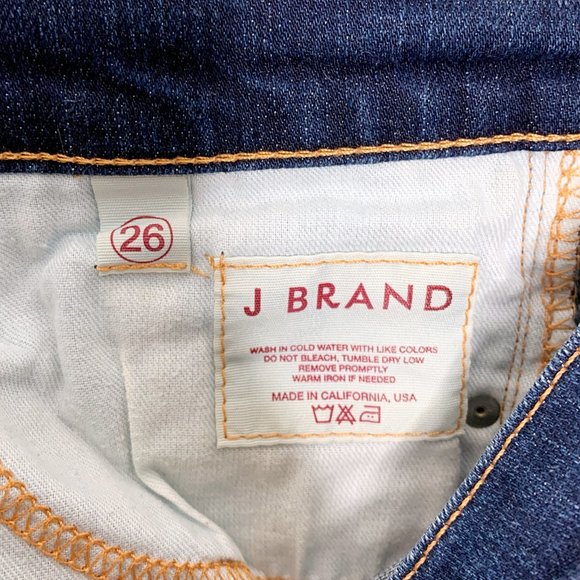 26
J BRAND
WASH IN COLD WATER WITH LIKE COLORS
DO NOT BLEACH, TUMBLE DRY LOW
REMOVE PROMPTLY
WARM IRON IF NEEDED
MADE IN CALIFORNIA, USA